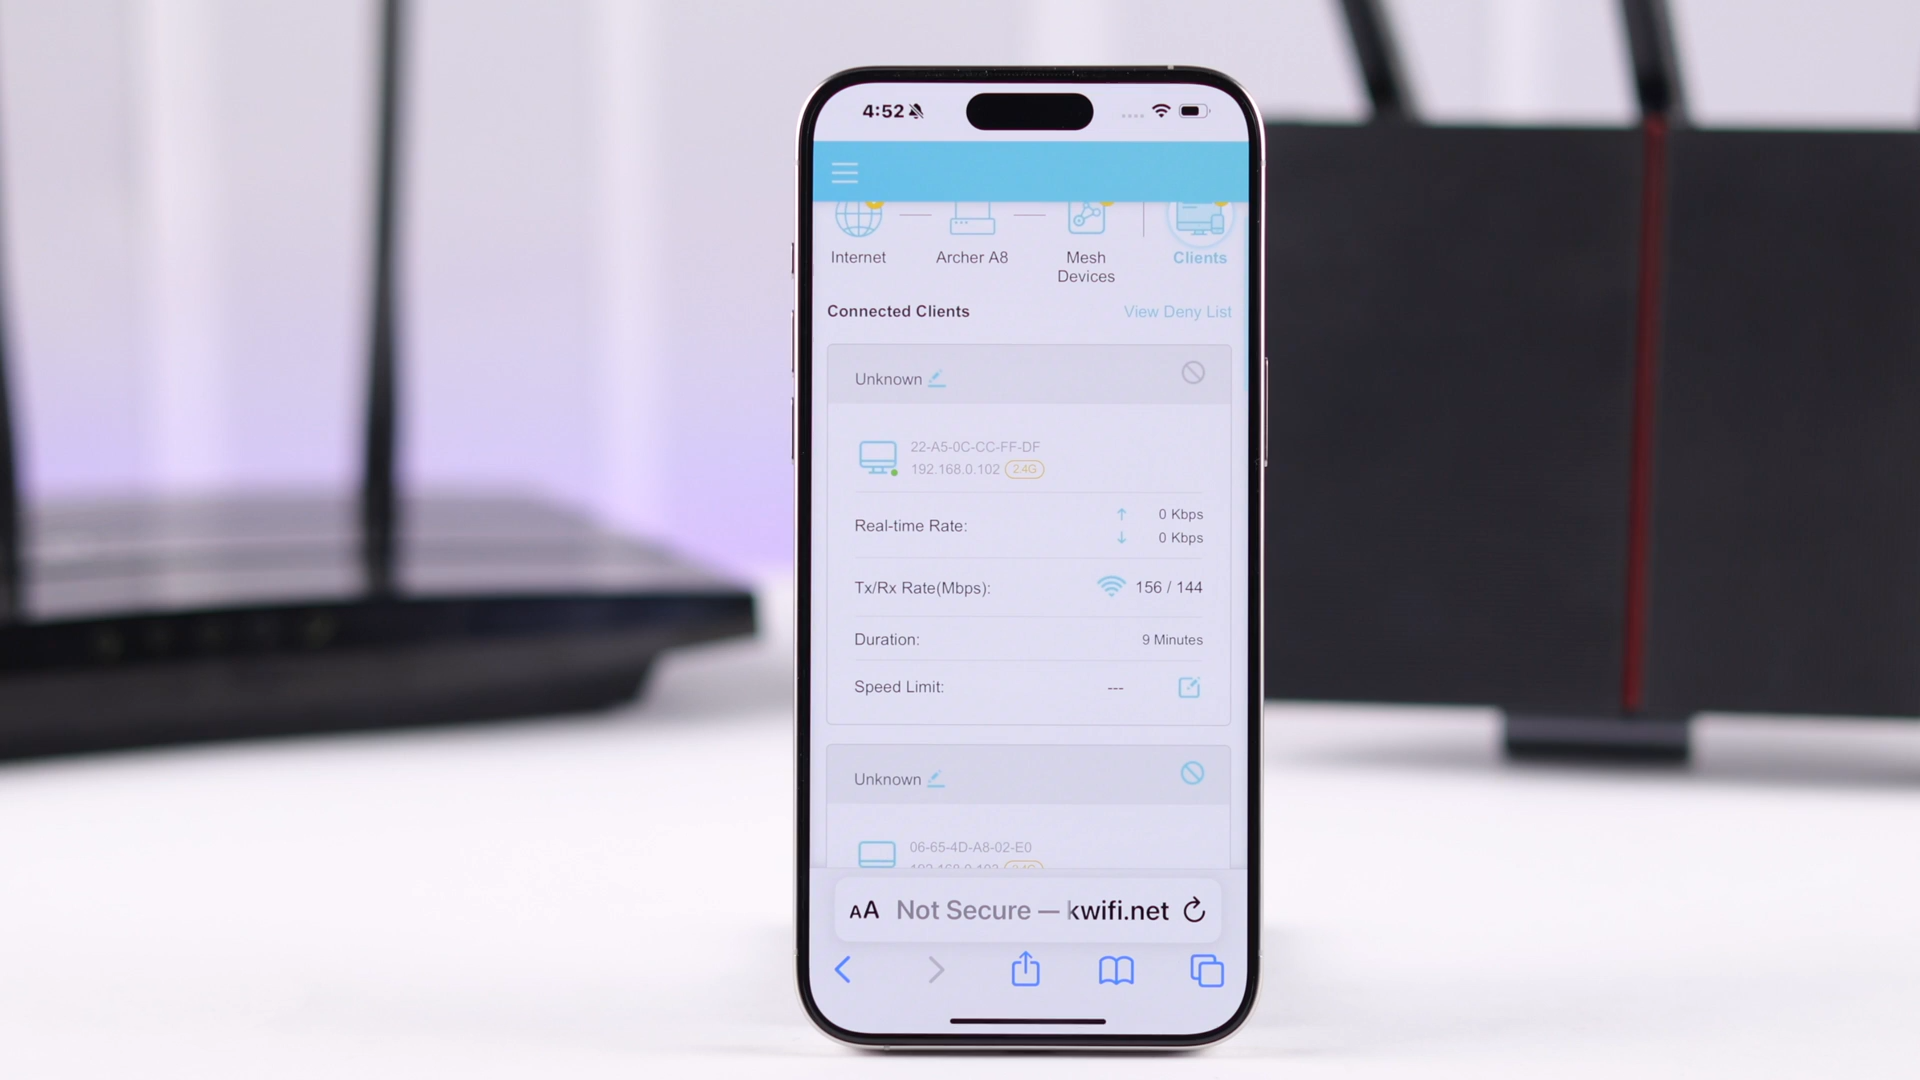 4:52
Internet
Archer A8
Mesh
Devices
Clients
Connected Clients
View Deny List
Unknown
22-A5-0C-CC-FF-DF
192.168.0.102 2.4G
Real-time Rate:
0 Kbps
0 Kbps
Tx/Rx Rate(Mbps):
156 / 144
Duration:
9 Minutes
Speed Limit:
---
Unknown
06-65-4D-A8-02-E0
AA Not Secure — kwifi.net